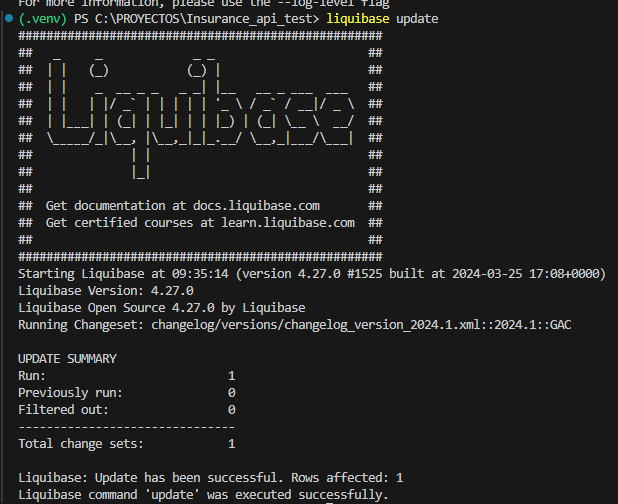 For more information, please use the --log-level flag
(.venv) PS C:\PROYECTOS\Insurance_api_test> liquibase update
####################################################
##   _     _             _ _                      ##
##  | |   (_)           (_) |                     ##
##  | |    _  __ _ _   _ _| |__   __ _ ___  ___   ##
##  | |   | |/ _` | | | | | '_ \ / _` / __|/ _ \  ##
##  | |___| | (_| | |_| | | |_) | (_| \__ \  __/  ##
##  \_____/_|\__, |\__,_|_|_.__/ \__,_|___/\___|  ##
##              | |                               ##
##              |_|                               ##
##                                                ##
##  Get documentation at docs.liquibase.com       ##
##  Get certified courses at learn.liquibase.com  ##
##                                                ##
####################################################
Starting Liquibase at 09:35:14 (version 4.27.0 #1525 built at 2024-03-25 17:08+0000)
Liquibase Version: 4.27.0
Liquibase Open Source 4.27.0 by Liquibase
Running Changeset: changelog/versions/changelog_version_2024.1.xml::2024.1::GAC

UPDATE SUMMARY
Run:                          1
Previously run:               0
Filtered out:                 0
-------------------------------
Total change sets:            1

Liquibase: Update has been successful. Rows affected: 1
Liquibase command 'update' was executed successfully.